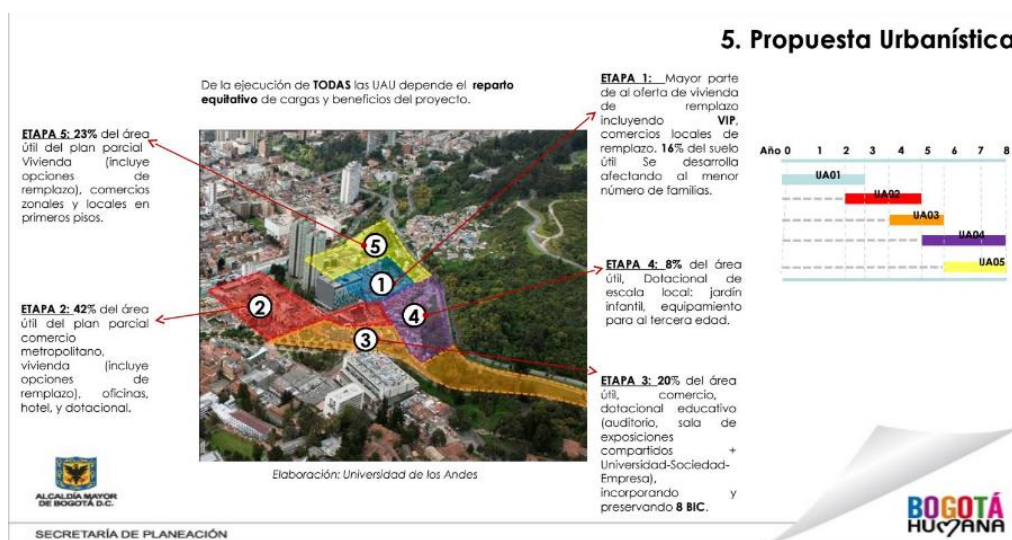 5. Propuesta Urbanística
De la ejecución de TODAS las UAU depende el reparto
equitativo de cargas y beneficios del proyecto.
ETAPA 5: 23% del área
útil del plan parcial
Vivienda (incluye
opciones de
remplazo), comercios
zonales y locales en
primeros pisos.
ETAPA 2: 42% del área
útil del plan parcial
comercio
metropolitano,
vivienda (incluye
opciones de
remplazo), oficinas,
hotel, y dotacional.
5
1
2
4
3
Elaboración: Universidad de los Andes
ETAPA 1: Mayor parte
de al oferta de vivienda
de remplazo
incluyendo VIP,
comercios locales de
remplazo. 16% del suelo
útil Se desarrolla
afectando al menor
número de familias.
ETAPA 4: 8% del área
útil, Dotacional de
escala local: jardín
infantil, equipamiento
para al tercera edad.
ETAPA 3: 20% del área
útil, comercio,
dotacional educativo
(auditorio, sala de
exposiciones
compartidos +
Universidad-Sociedad-
Empresa),
incorporando y
preservando 8 BIC.
Año 0 1 2 3 4 5 6 7 8
UA01
UA02
UA03
UA04
UA05
ALCALDÍA MAYOR
DE BOGOTÁ D.C.
SECRETARÍA DE PLANEACIÓN
BOGOTÁ
HUMANA